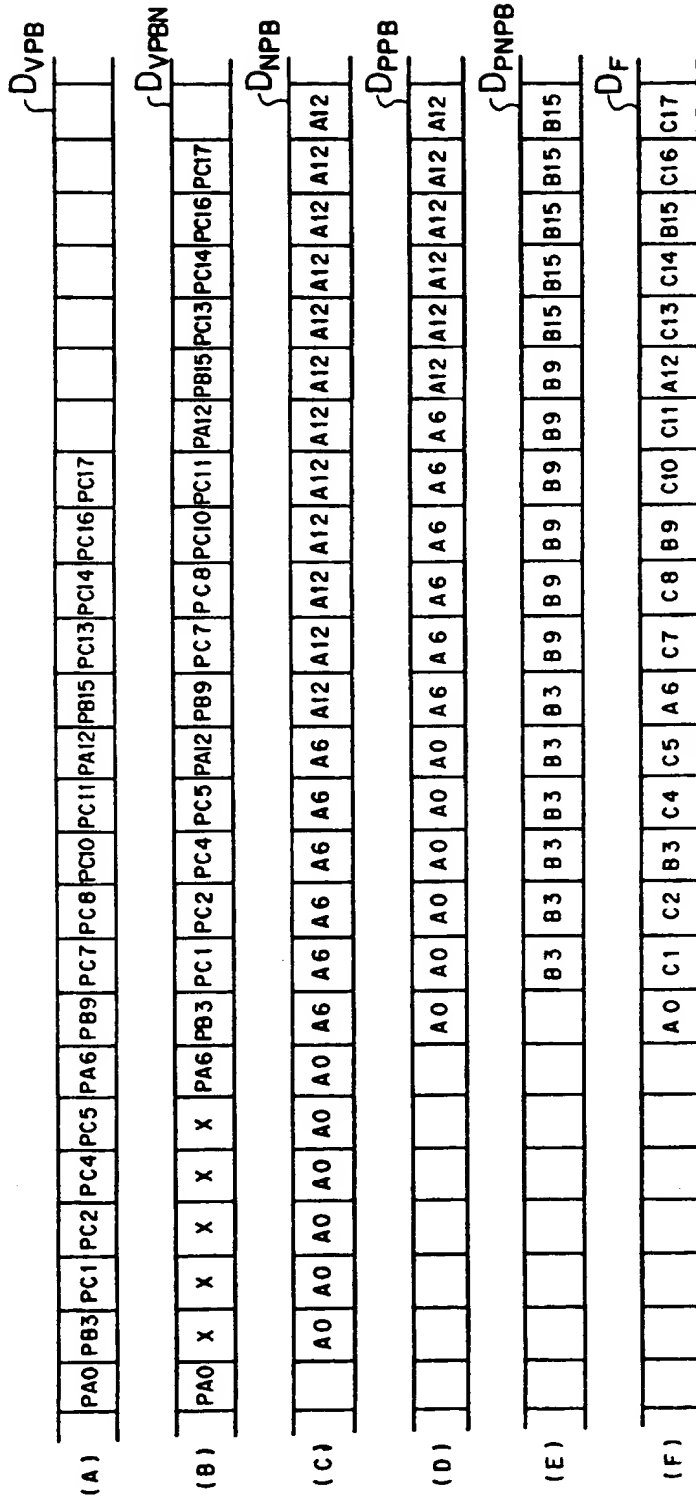 DVPB
(A) PA0 PB3 PC1 PC2 PC4 PC5 PA6 PB9 PC7 PC8 PC10 PC11 PA12 PB15 PC13 PC14 PC16 PC17
DVPBN
(B) PA0 X X X X X PA6 PB3 PC1 PC2 PC4 PC5 PA12 PB9 PC7 PC8 PC10 PC11 PA12 PB15 PC13 PC14 PC16 PC17
DNPB
(C) A0 A0 A0 A0 A0 A0 A6 A6 A6 A6 A6 A6 A12 A12 A12 A12 A12 A12 A12 A12 A12 A12 A12 A12
DPPB
(D) A0 A0 A0 A0 A0 A0 A6 A6 A6 A6 A6 A6 A12 A12 A12 A12 A12 A12
DPNPB
(E) B3 B3 B3 B3 B3 B3 B9 B9 B9 B9 B9 B9 B15 B15 B15 B15 B15
DF
(F) A0 C1 C2 B3 C4 C5 A6 C7 C8 B9 C10 C11 A12 C13 C14 B15 C16 C17